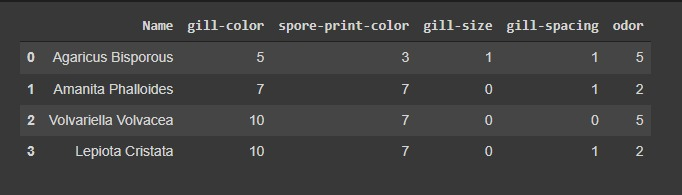 Name gill-color spore-print-color gill-size gill-spacing odor
0 Agaricus Bisporous 5 3 1 1 5
1 Amanita Phalloides 7 7 0 1 2
2 Volvariella Volvacea 10 7 0 0 5
3 Lepiota Cristata 10 7 0 1 2